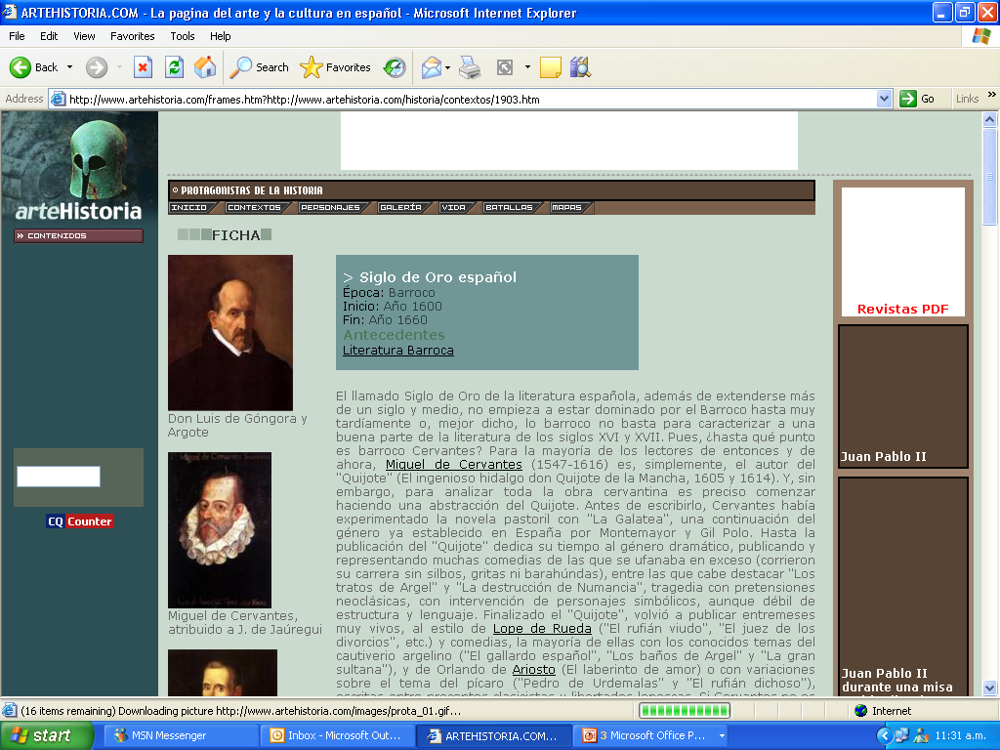 ARTEHISTORIA.COM - La pagina del arte y la cultura en español - Microsoft Internet Explorer
File Edit View Favorites Tools Help
Back Search Favorites
Address http://www.artehistoria.com/frames.htm?http://www.artehistoria.com/historia/contextos/1903.htm Go Links »
arteHistoria
» CONTENIDOS
CQ Counter
PROTAGONISTAS DE LA HISTORIA
INICIO CONTEXTOS PERSONAJES GALERÍA VIDA BATALLAS MAPAS
FICHA
Don Luis de Góngora y
Argote
Miguel de Cervantes Saavedra
Miguel de Cervantes,
atribuido a J. de Jaúregui
> Siglo de Oro español
Época: Barroco
Inicio: Año 1600
Fin: Año 1660
Antecedentes
Literatura Barroca
El llamado Siglo de Oro de la literatura española, además de extenderse más
de un siglo y medio, no empieza a estar dominado por el Barroco hasta muy
tardíamente o, mejor dicho, lo barroco no basta para caracterizar a una
buena parte de la literatura de los siglos XVI y XVII. Pues, ¿hasta qué punto
es barroco Cervantes? Para la mayoría de los lectores de entonces y de
ahora, Miguel de Cervantes (1547-1616) es, simplemente, el autor del
"Quijote" (El ingenioso hidalgo don Quijote de la Mancha, 1605 y 1614). Y, sin
embargo, para analizar toda la obra cervantina es preciso comenzar
haciendo una abstracción del Quijote. Antes de escribirlo, Cervantes había
experimentado la novela pastoril con "La Galatea", una continuación del
género ya establecido en España por Montemayor y Gil Polo. Hasta la
publicación del "Quijote" dedica su tiempo al género dramático, publicando y
representando muchas comedias de las que se ufanaba en exceso (corrieron
su carrera sin silbos, gritas ni barahúndas), entre las que cabe destacar "Los
tratos de Argel" y "La destrucción de Numancia", tragedia con pretensiones
neoclásicas, con intervención de personajes simbólicos, aunque débil de
estructura y lenguaje. Finalizado el "Quijote", volvió a publicar entremeses
muy vivos, al estilo de Lope de Rueda ("El rufián viudo", "El juez de los
divorcios", etc.) y comedias, la mayoría de ellas con los conocidos temas del
cautiverio argelino ("El gallardo español", "Los baños de Argel" y "La gran
sultana"), y de Orlando de Ariosto (El laberinto de amor) o con variaciones
sobre el tema del pícaro ("Pedro de Urdemalas" y "El rufián dichoso"),
Revistas PDF
Juan Pablo II
Juan Pablo II
durante una misa
(16 items remaining) Downloading picture http://www.artehistoria.com/images/prota_01.gif... Internet
start MSN Messenger Inbox - Microsoft Out... ARTEHISTORIA.COM... 3 Microsoft Office P... 11:31 a.m.